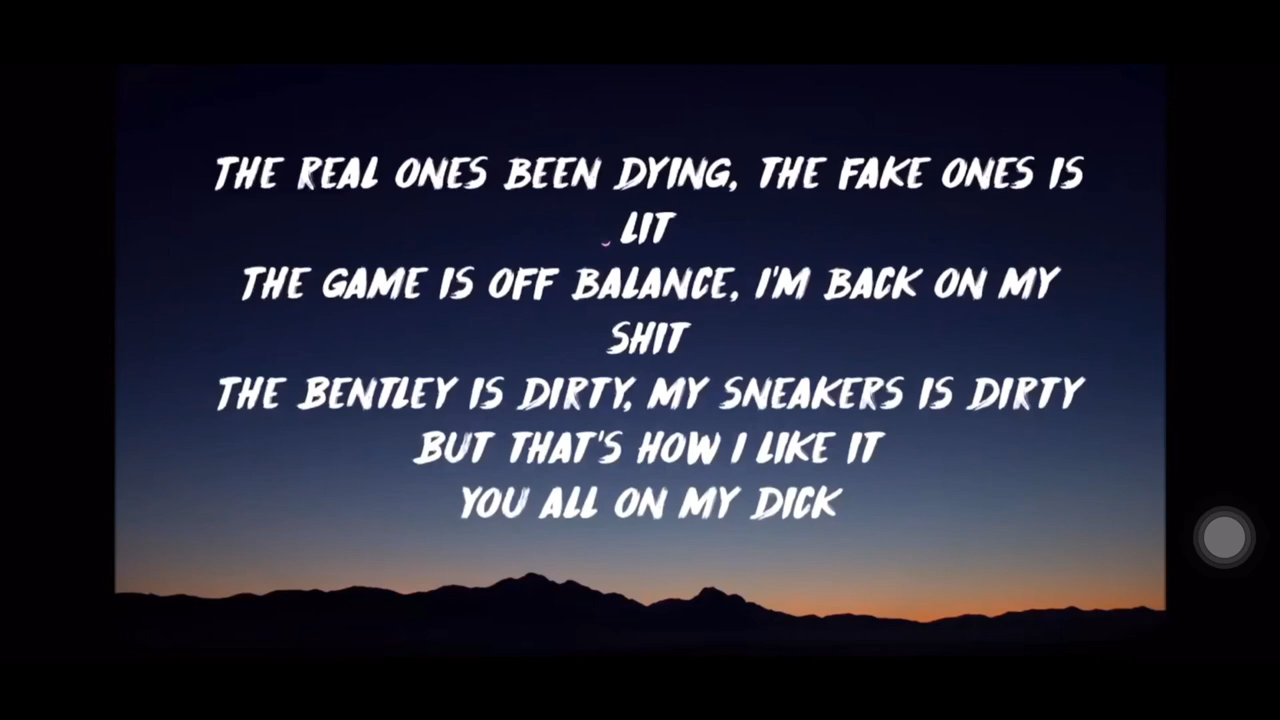 THE REAL ONES BEEN DYING, THE FAKE ONES IS
LIT
THE GAME IS OFF BALANCE, I'M BACK ON MY
SHIT
THE BENTLEY IS DIRTY, MY SNEAKERS IS DIRTY
BUT THAT'S HOW I LIKE IT
YOU ALL ON MY DICK